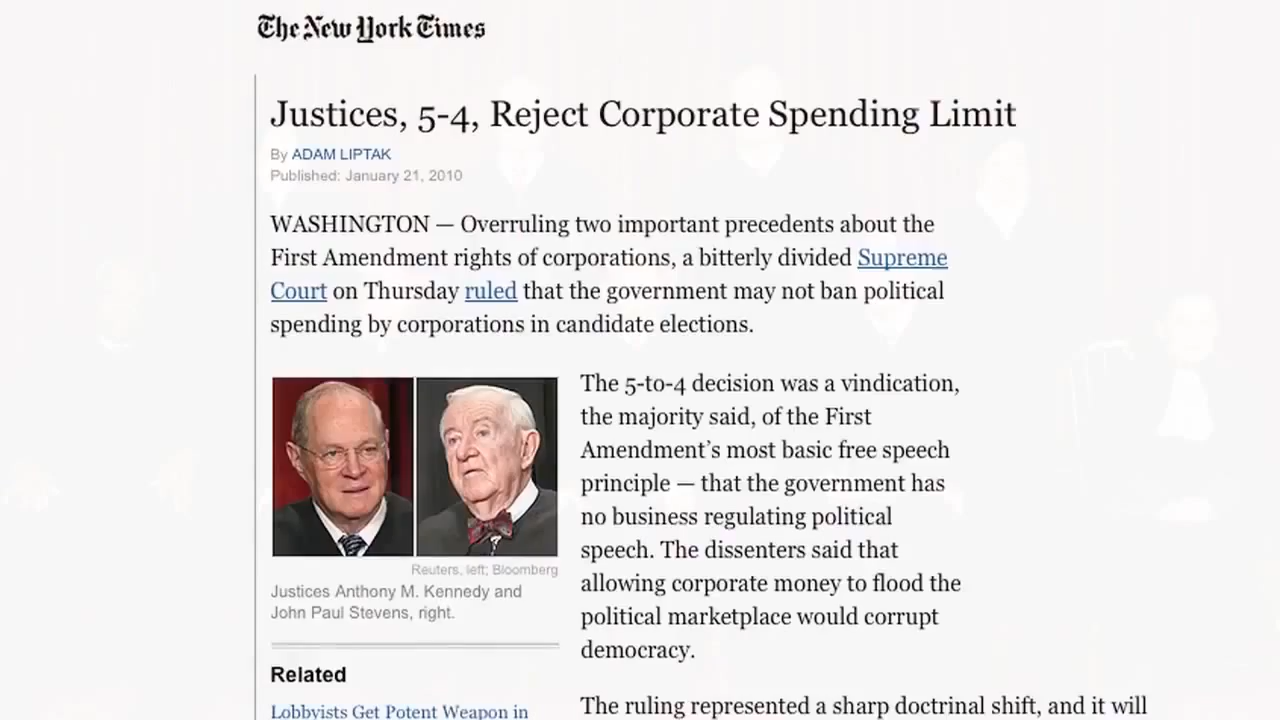 The New York Times
Justices, 5-4, Reject Corporate Spending Limit
By ADAM LIPTAK
Published: January 21, 2010
WASHINGTON — Overruling two important precedents about the
First Amendment rights of corporations, a bitterly divided Supreme
Court on Thursday ruled that the government may not ban political
spending by corporations in candidate elections.
Reuters, left; Bloomberg
Justices Anthony M. Kennedy and
John Paul Stevens, right.
Related
Lobbyists Get Potent Weapon in
The 5-to-4 decision was a vindication,
the majority said, of the First
Amendment’s most basic free speech
principle — that the government has
no business regulating political
speech. The dissenters said that
allowing corporate money to flood the
political marketplace would corrupt
democracy.
The ruling represented a sharp doctrinal shift, and it will